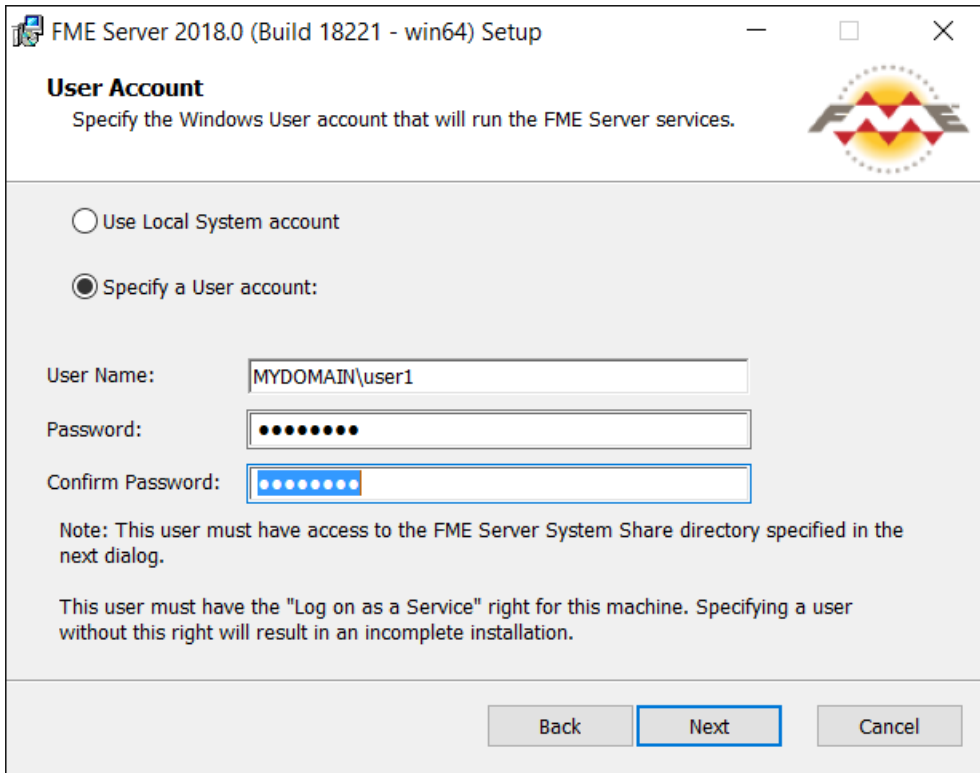 FME Server 2018.0 (Build 18221 - win64) Setup
User Account
Specify the Windows User account that will run the FME Server services.
FME
Use Local System account
Specify a User account:
User Name:
MYDOMAIN\user1
Password:
●●●●●●●●
Confirm Password:
●●●●●●●●
Note: This user must have access to the FME Server System Share directory specified in the
next dialog.
This user must have the "Log on as a Service" right for this machine. Specifying a user
without this right will result in an incomplete installation.
Back
Next
Cancel